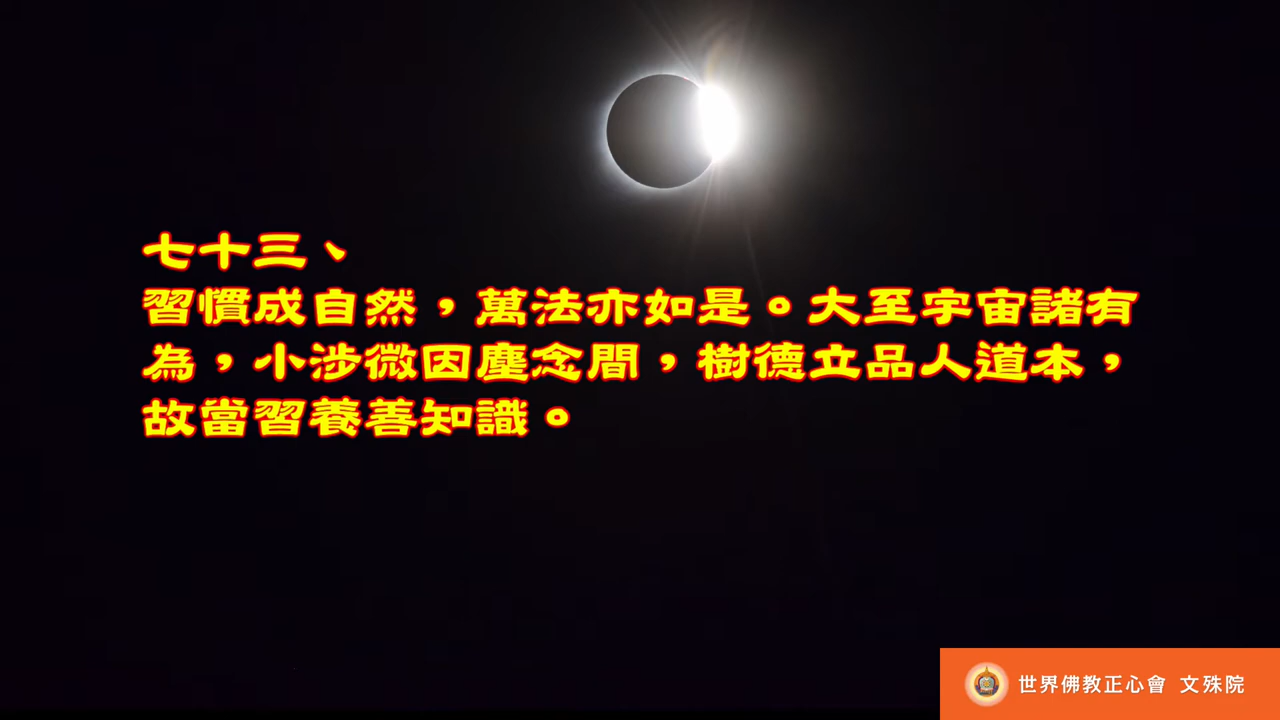 七十三、
習慣成自然，萬法亦如是。大至宇宙諸有
為，小涉微因塵念間，樹德立品人道本，
故當習養善知識。
世界佛教正心會 文殊院